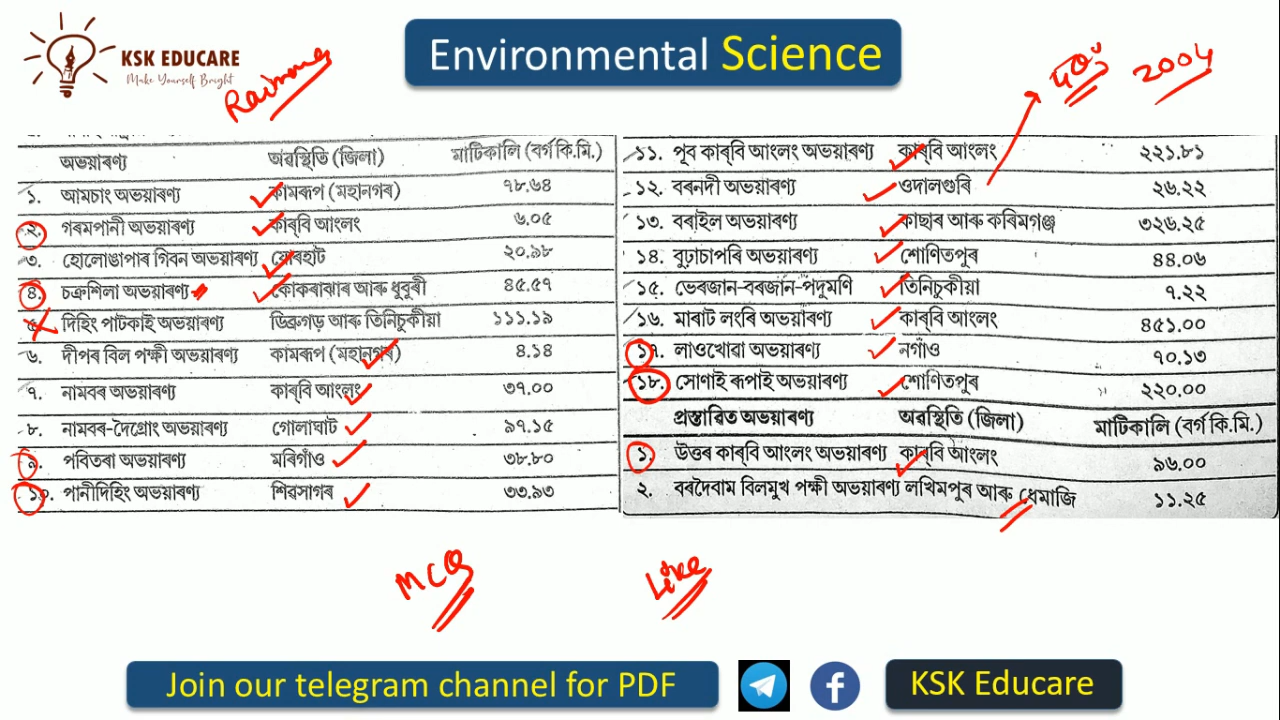 KSK EDUCARE
Make Yourself Bright
Environmental Science
2004
অভয়াৰণ্য অৱস্থিতি (জিলা) মাটিকালি (বৰ্গ কি.মি.)
১. আমচাং অভয়াৰণ্য কামৰূপ (মহানগৰ) ৭৮.৬৪
২. গৰমপানী অভয়াৰণ্য কাৰ্বি আংলং ৬.০৫
৩. হোলোঙাপাৰ গিবন অভয়াৰণ্য যোৰহাট ২০.৯৮
৪. চক্ৰশিলা অভয়াৰণ্য কোকৰাঝাৰ আৰু ধুবুৰী ৪৫.৫৭
৫. দিহিং পাটকাই অভয়াৰণ্য ডিব্ৰুগড় আৰু তিনিচুকীয়া ১১১.১৯
৬. দীপৰ বিল পক্ষী অভয়াৰণ্য কামৰূপ (মহানগৰ) ৪.১৪
৭. নামবৰ অভয়াৰণ্য কাৰ্বি আংলং ৩৭.০০
৮. নামবৰ-দৈগ্ৰোং অভয়াৰণ্য গোলাঘাট ৯৭.১৫
৯. পবিতৰা অভয়াৰণ্য মৰিগাঁও ৩৮.৮০
১০. পানীদিহিং অভয়াৰণ্য শিৱসাগৰ ৩৩.৯৩
১১. পূব কাৰ্বি আংলং অভয়াৰণ্য কাৰ্বি আংলং ২২১.৮১
১২. বৰনদী অভয়াৰণ্য ওদালগুৰি ২৬.২২
১৩. বৰাইল অভয়াৰণ্য কাছাৰ আৰু কৰিমগঞ্জ ৩২৬.২৫
১৪. বুঢ়াচাপৰি অভয়াৰণ্য শোণিতপুৰ ৪৪.০৬
১৫. ভেৰজান-বৰজান-পদুমণি তিনিচুকীয়া ৭.২২
১৬. মাৰাট লংৰি অভয়াৰণ্য কাৰ্বি আংলং ৪৫১.০০
১৭. লাওখোৱা অভয়াৰণ্য নগাঁও ৭০.১৩
১৮. সোণাই ৰূপাই অভয়াৰণ্য শোণিতপুৰ ২২০.০০
প্ৰস্তাৱিত অভয়াৰণ্য অৱস্থিতি (জিলা) মাটিকালি (বৰ্গ কি.মি.)
১. উত্তৰ কাৰ্বি আংলং অভয়াৰণ্য কাৰ্বি আংলং ৯৬.০০
২. বৰদৈবাম বিলমুখ পক্ষী অভয়াৰণ্য লখিমপুৰ আৰু ধেমাজি ১১.২৫
MCQ
Like
Join our telegram channel for PDF
KSK Educare